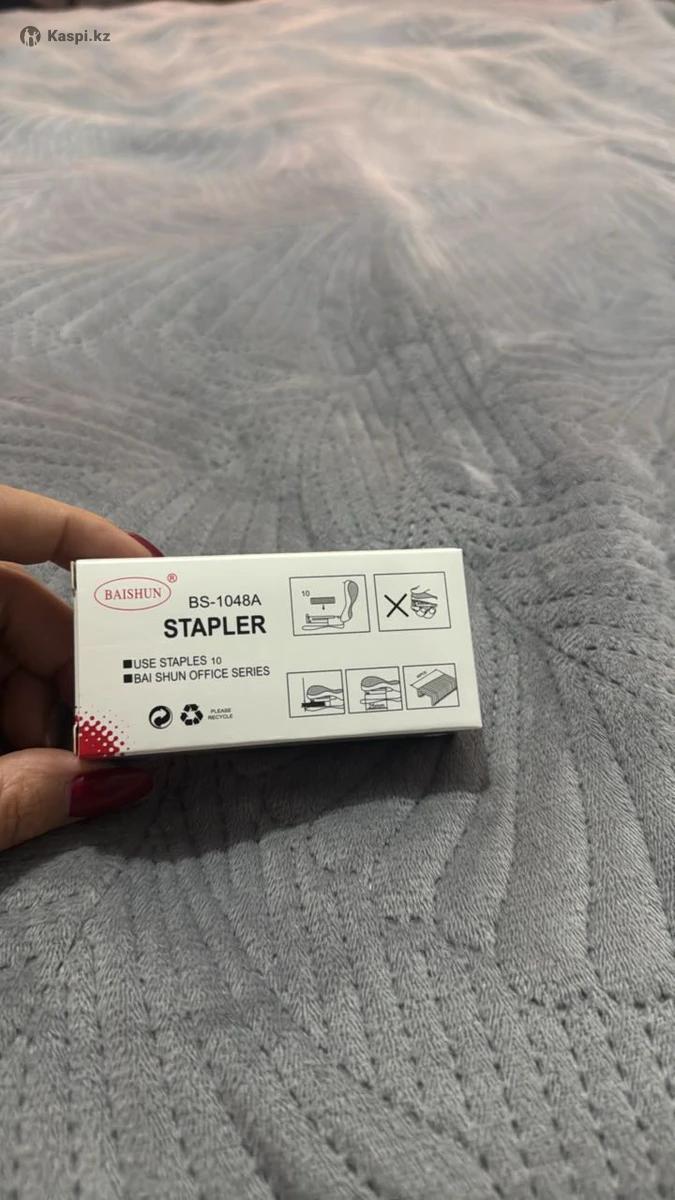 Kaspi.kz
BAISHUN ®
BS-1048A
STAPLER
■USE STAPLES 10
■BAI SHUN OFFICE SERIES
PLEASE
RECYCLE
10